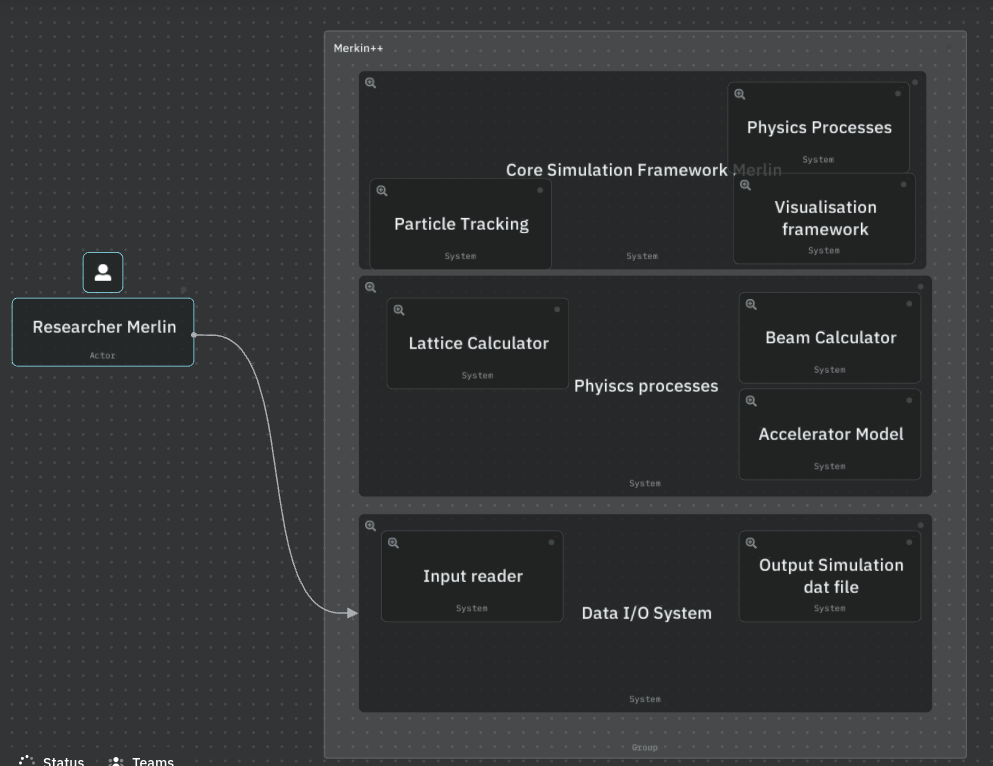 Merkin++
Physics Processes
System
Core Simulation Framework Merlin
Particle Tracking
System
Visualisation
framework
System
System
Researcher Merlin
Actor
Lattice Calculator
System
Beam Calculator
System
Phyiscs processes
Accelerator Model
System
System
Input reader
System
Output Simulation
dat file
System
Data I/O System
System
Group
Status
Teams